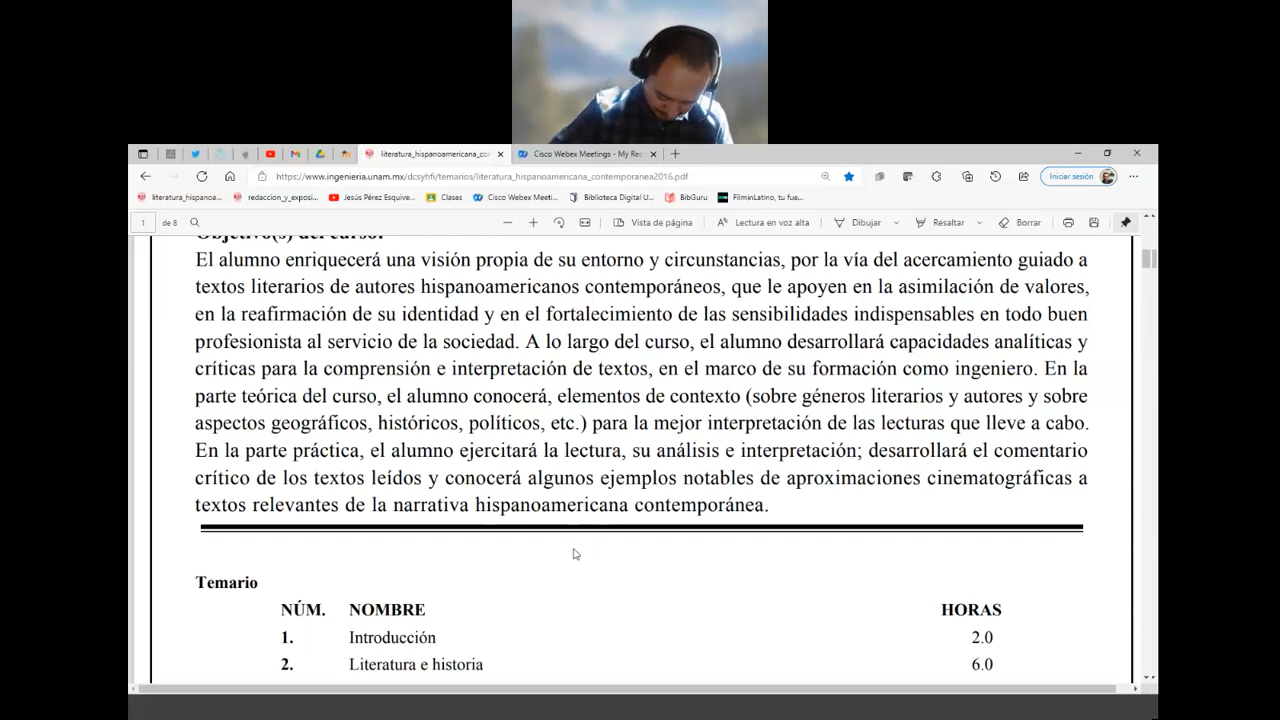 literatura_hispanoamericana_co
Cisco Webex Meetings - My Rec
https://www.ingenieria.unam.mx/dcsyhfi/temarios/literatura_hispanoamericana_contemporanea2016.pdf
Iniciar sesión
literatura_hispanoa...
redaccion_y_exposi...
Jesús Pérez Esquive...
Clases
Cisco Webex Meeti...
Biblioteca Digital U...
BibGuru
FilminLatino, tu fue...
1 de 8
Vista de página
Lectura en voz alta
Dibujar
Resaltar
Borrar
Objetivo(s) del curso:
El alumno enriquecerá una visión propia de su entorno y circunstancias, por la vía del acercamiento guiado a
textos literarios de autores hispanoamericanos contemporáneos, que le apoyen en la asimilación de valores,
en la reafirmación de su identidad y en el fortalecimiento de las sensibilidades indispensables en todo buen
profesionista al servicio de la sociedad. A lo largo del curso, el alumno desarrollará capacidades analíticas y
críticas para la comprensión e interpretación de textos, en el marco de su formación como ingeniero. En la
parte teórica del curso, el alumno conocerá, elementos de contexto (sobre géneros literarios y autores y sobre
aspectos geográficos, históricos, políticos, etc.) para la mejor interpretación de las lecturas que lleve a cabo.
En la parte práctica, el alumno ejercitará la lectura, su análisis e interpretación; desarrollará el comentario
crítico de los textos leídos y conocerá algunos ejemplos notables de aproximaciones cinematográficas a
textos relevantes de la narrativa hispanoamericana contemporánea.
Temario
NÚM. NOMBRE HORAS
1. Introducción 2.0
2. Literatura e historia 6.0